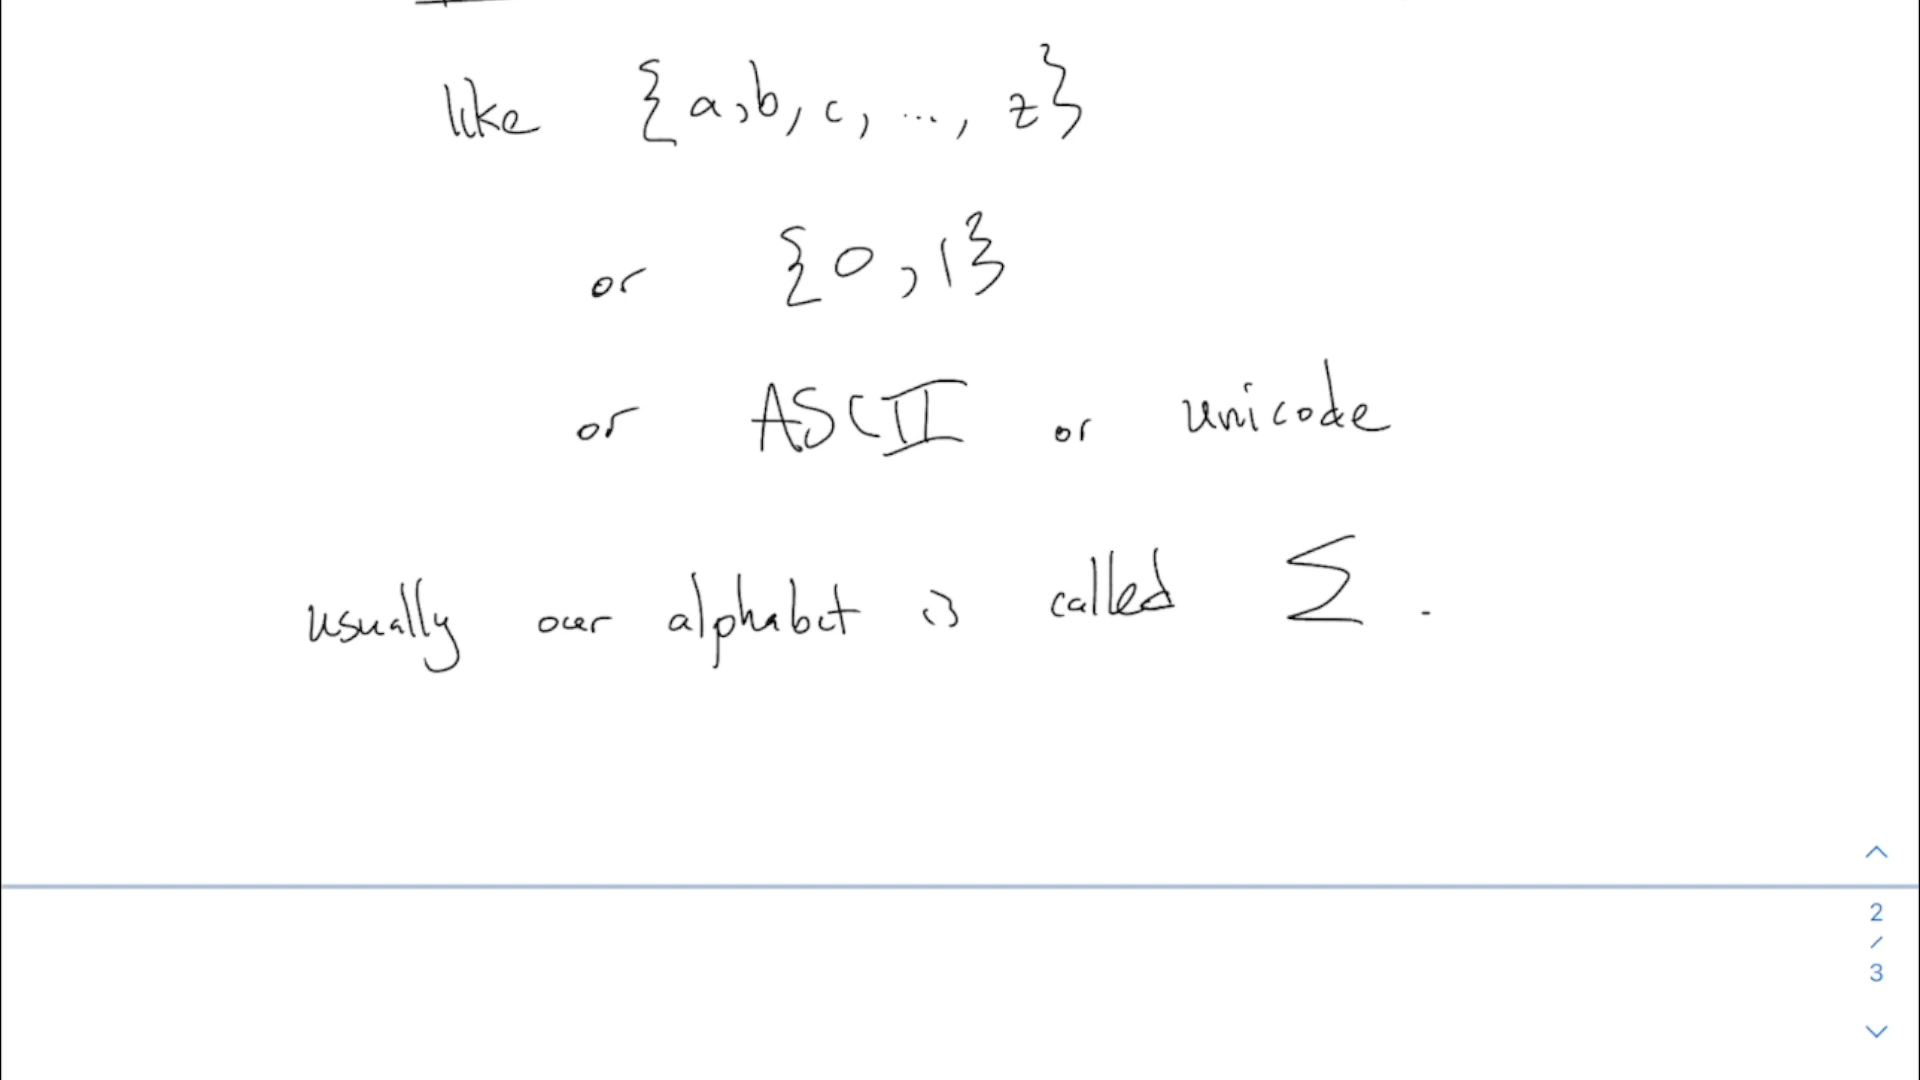 like {a,b,c,...,z}
or {0,1}
or ASCII or unicode
usually our alphabet is called Σ.
2
/
3